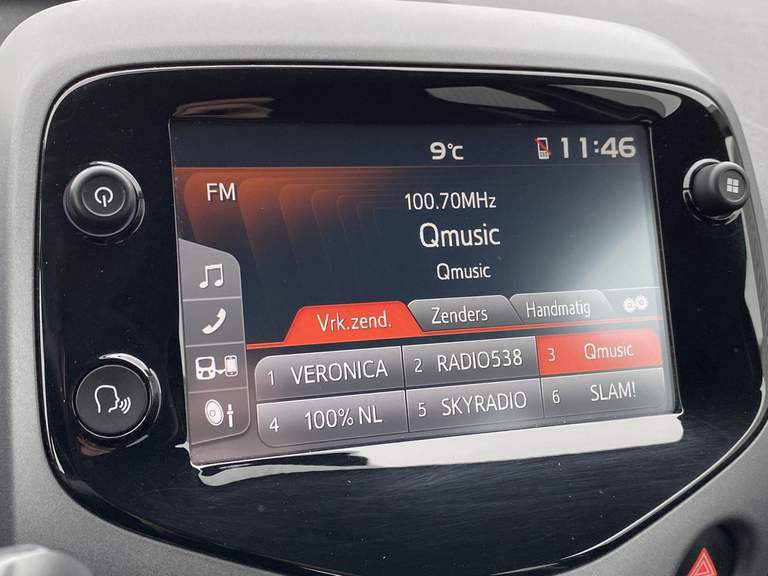 9°C 11:46
FM
100.70MHz
Qmusic
Qmusic
Vrk.zend. Zenders Handmatig
1 VERONICA 2 RADIO538 3 Qmusic
4 100% NL 5 SKYRADIO 6 SLAM!